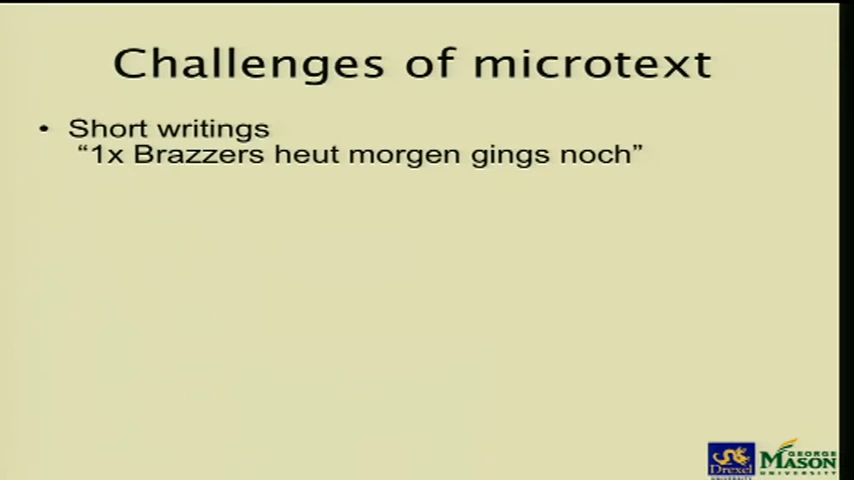 Challenges of microtext
• Short writings
“1x Brazzers heut morgen gings noch”
Drexel
UNIVERSITY
GEORGE
MASON
UNIVERSITY